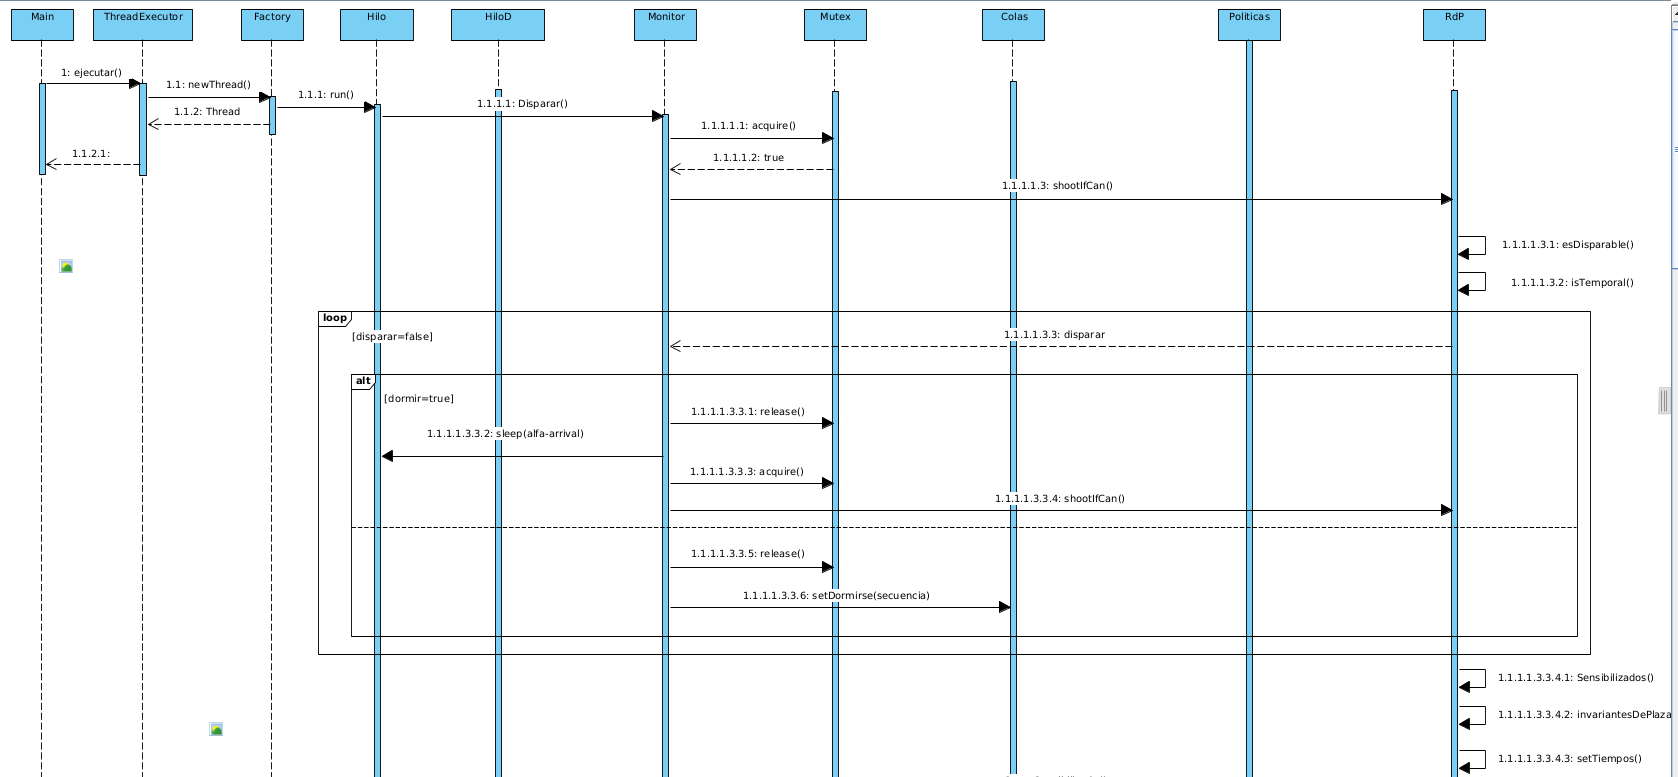 Main
ThreadExecutor
Factory
Hilo
HiloD
Monitor
Mutex
Colas
Politicas
RdP
1: ejecutar()
1.1: newThread()
1.1.1: run()
1.1.1.1: Disparar()
1.1.2: Thread
1.1.1.1.1: acquire()
1.1.2.1:
1.1.1.1.2: true
1.1.1.1.3: shootIfCan()
1.1.1.1.3.1: esDisparable()
1.1.1.1.3.2: isTemporal()
loop
[disparar=false]
1.1.1.1.3.3: disparar
alt
[dormir=true]
1.1.1.1.3.3.1: release()
1.1.1.1.3.3.2: sleep(alfa-arrival)
1.1.1.1.3.3.3: acquire()
1.1.1.1.3.3.4: shootIfCan()
1.1.1.1.3.3.5: release()
1.1.1.1.3.3.6: setDormirse(secuencia)
1.1.1.1.3.3.4.1: Sensibilizados()
1.1.1.1.3.3.4.2: invariantesDePlaza
1.1.1.1.3.3.4.3: setTiempos()